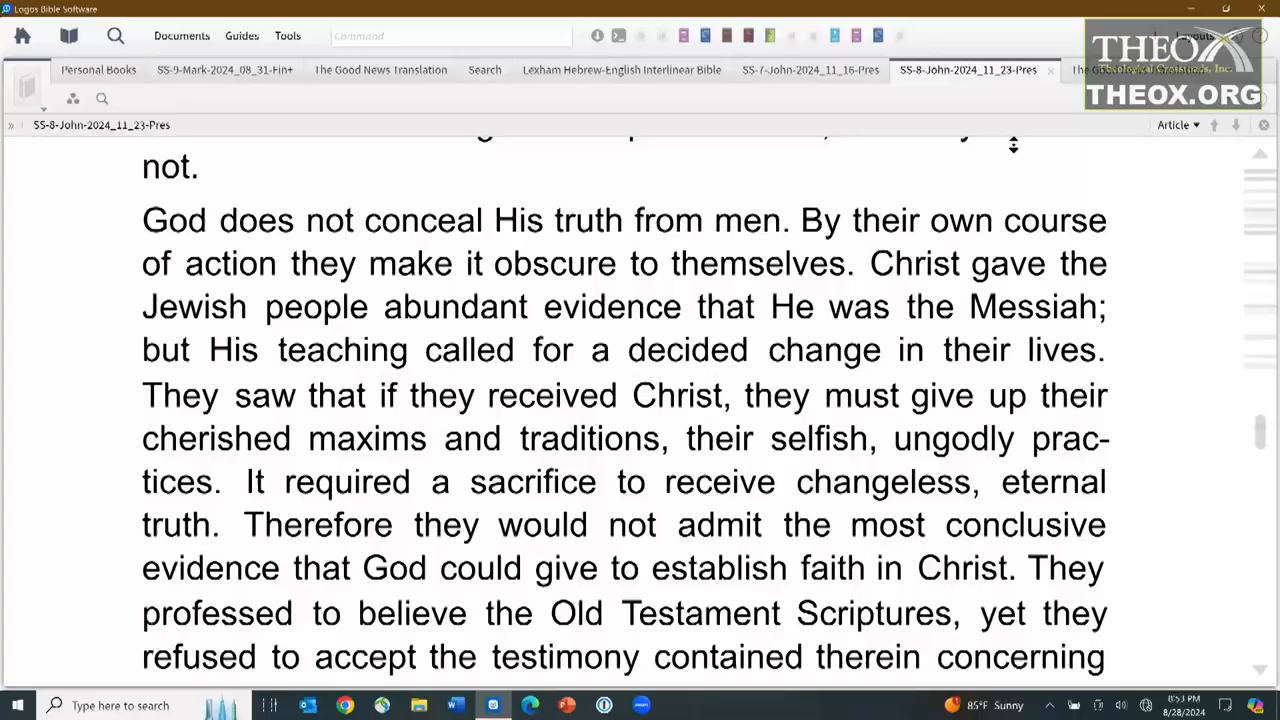 Logos Bible Software
Documents Guides Tools Command
THEOX
Theological Crossroads, Inc.
THEOX.ORG
Personal Books SS-9-Mark-2024_08_31-Fin+ Search Lexham Hebrew-English Interlinear Bible SS-7-John-2024_11_16-Pres SS-8-John-2024_11_23-Pres
SS-8-John-2024_11_23-Pres Article
not.
God does not conceal His truth from men. By their own course
of action they make it obscure to themselves. Christ gave the
Jewish people abundant evidence that He was the Messiah;
but His teaching called for a decided change in their lives.
They saw that if they received Christ, they must give up their
cherished maxims and traditions, their selfish, ungodly prac-
tices. It required a sacrifice to receive changeless, eternal
truth. Therefore they would not admit the most conclusive
evidence that God could give to establish faith in Christ. They
professed to believe the Old Testament Scriptures, yet they
refused to accept the testimony contained therein concerning
Type here to search
85°F Sunny
8:53 PM
8/28/2024